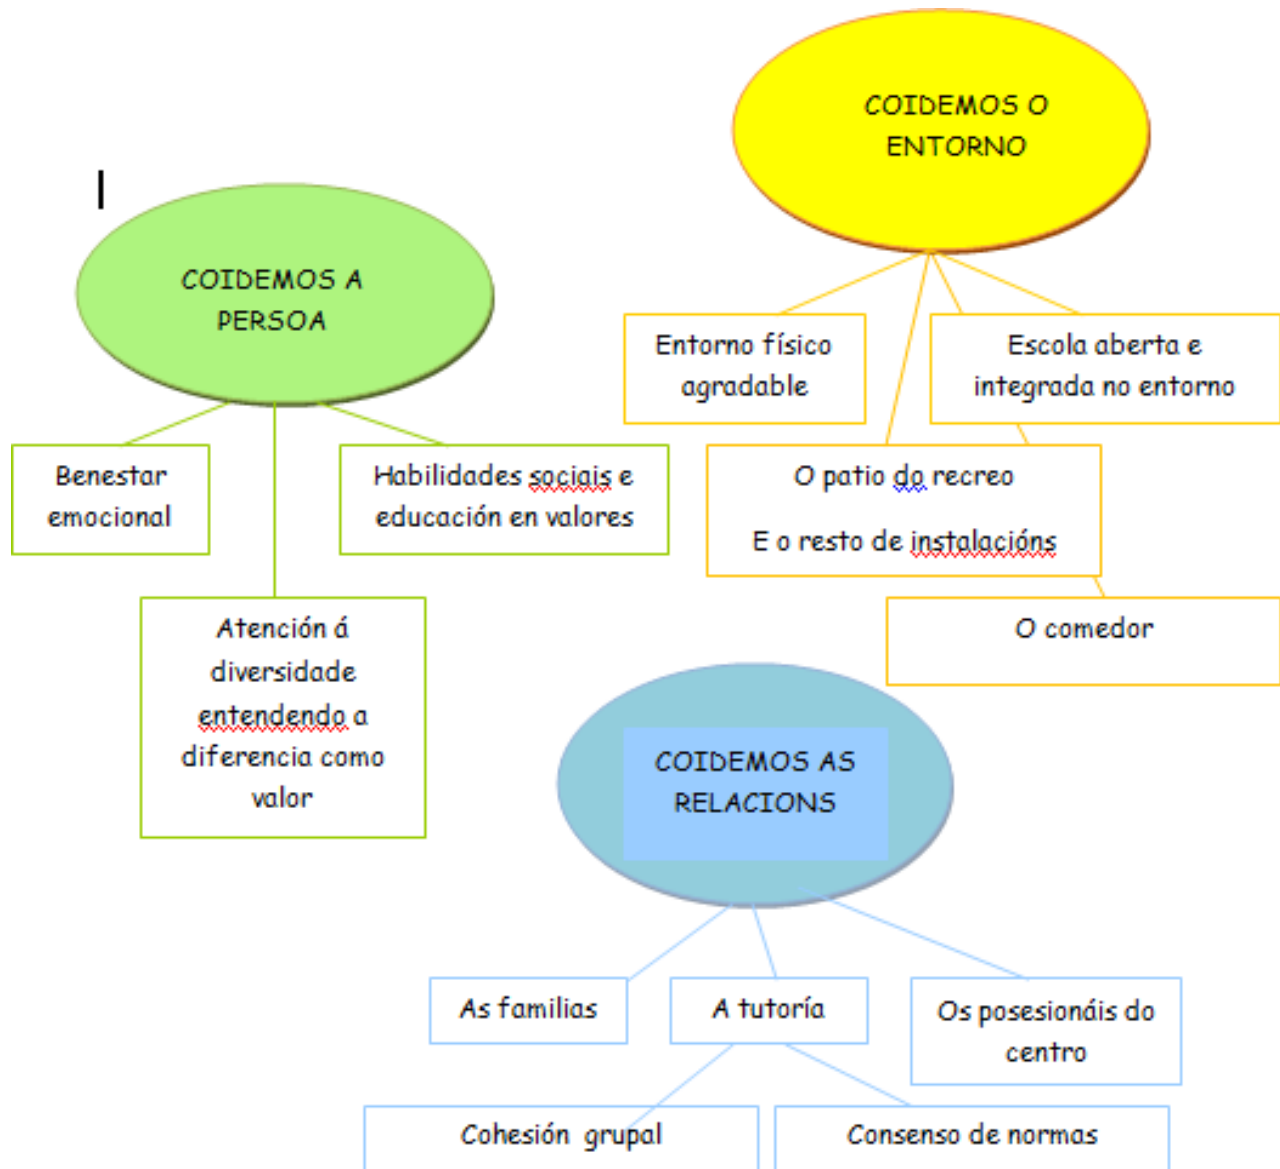 COIDEMOS O
ENTORNO
COIDEMOS A
PERSOA
Entorno físico
agradable
Escola aberta e
integrada no entorno
Benestar
emocional
Habilidades sociais e
educación en valores
O patio do recreo
E o resto de instalacións
Atención á
diversidade
entendendo a
diferencia como
valor
O comedor
COIDEMOS AS
RELACIONS
As familias
A tutoría
Os posesionáis do
centro
Cohesión grupal
Consenso de normas